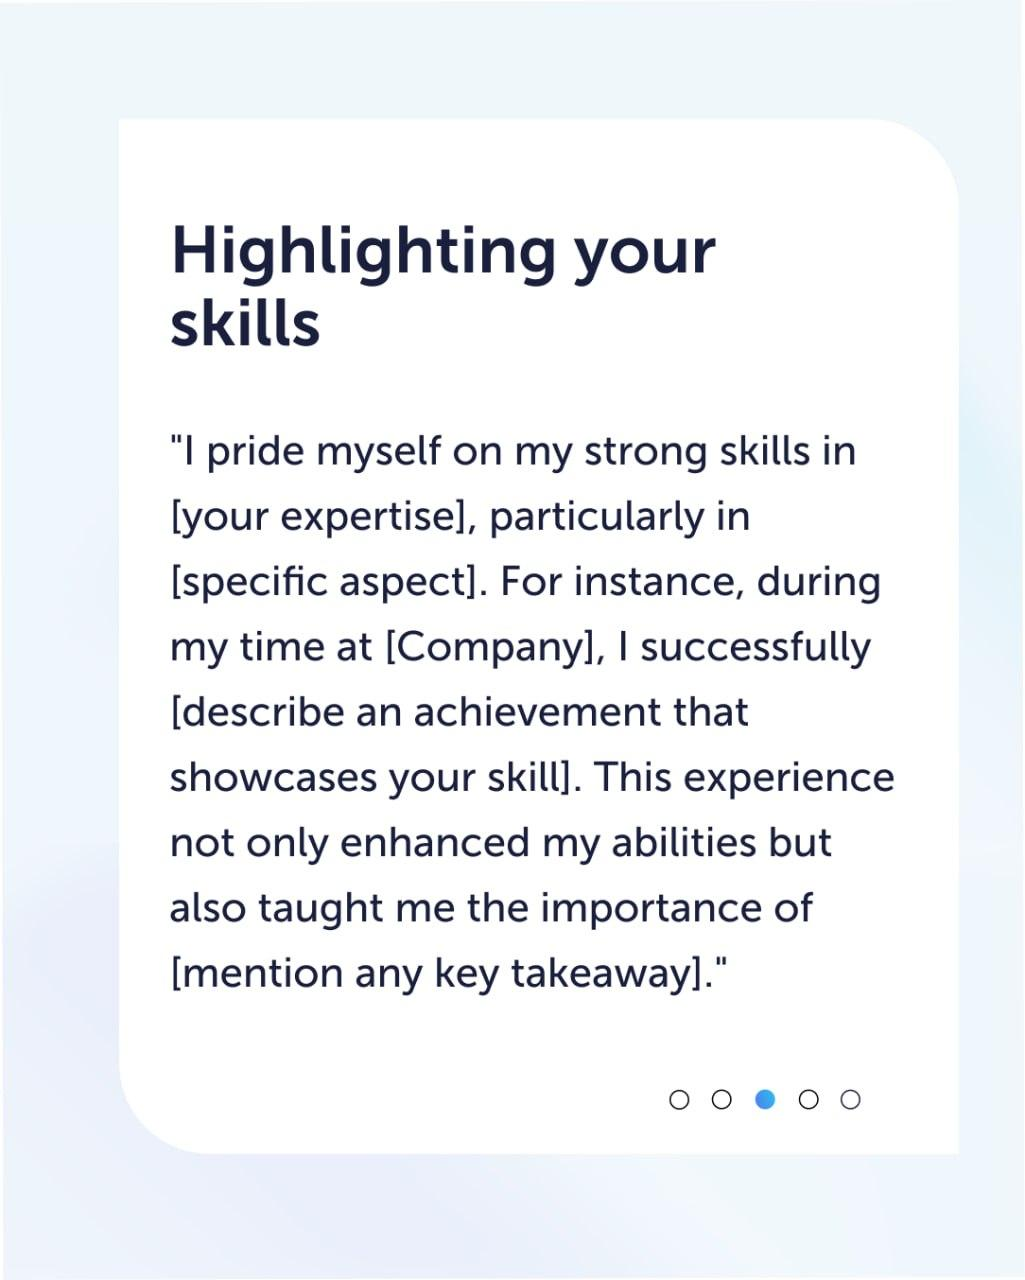 Highlighting your
skills
"I pride myself on my strong skills in
[your expertise], particularly in
[specific aspect]. For instance, during
my time at [Company], I successfully
[describe an achievement that
showcases your skill]. This experience
not only enhanced my abilities but
also taught me the importance of
[mention any key takeaway]."